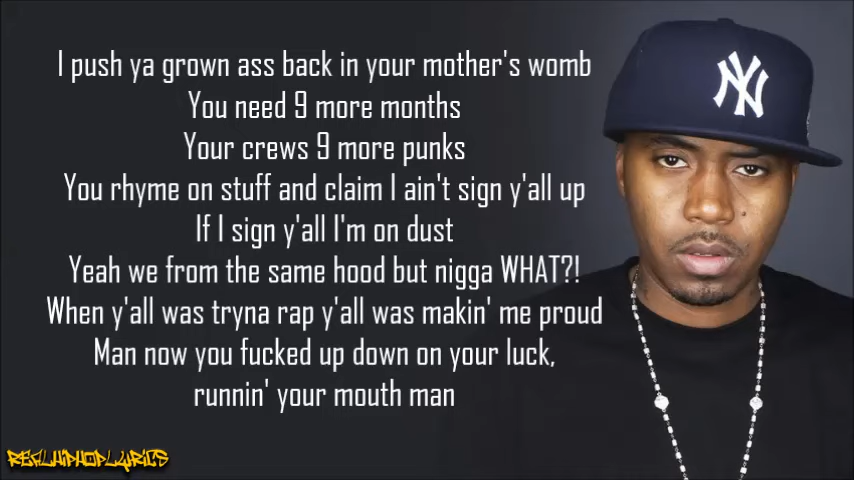 I push ya grown ass back in your mother's womb
You need 9 more months
Your crews 9 more punks
You rhyme on stuff and claim I ain't sign y'all up
If I sign y'all I'm on dust
Yeah we from the same hood but nigga WHAT?!
When y'all was tryna rap y'all was makin' me proud
Man now you fucked up down on your luck,
runnin' your mouth man
REALHIPHOPLYRICS
NY